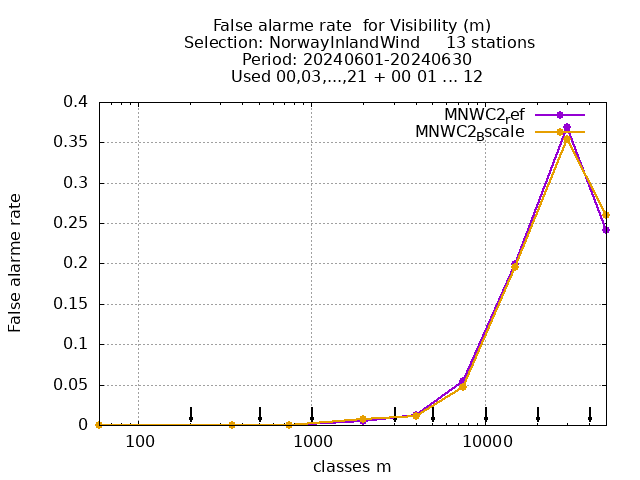 False alarme rate  for Visibility (m)
Selection: NorwayInlandWind     13 stations
Period: 20240601-20240630
Used 00,03,...,21 + 00 01 ... 12
MNWC2ref
MNWC2Bscale
False alarme rate
0.4
0.35
0.3
0.25
0.2
0.15
0.1
0.05
0
100
1000
10000
classes m